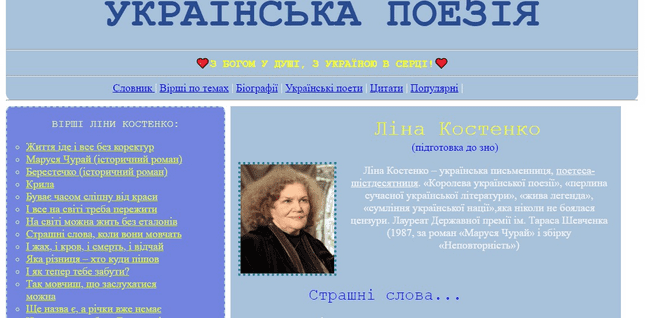 УКРАЇНСЬКА ПОЕЗІЯ
З БОГОМ У ДУШІ, З УКРАЇНОЮ В СЕРЦІ!
Словник | Вірші по темах | Біографії | Українські поети | Цитати | Популярні |
ВІРШІ ЛІНИ КОСТЕНКО:
Життя іде і все без коректур
Маруся Чурай (історичний роман)
Берестечко (історичний роман)
Крила
Буває часом сліпну від краси
І все на світі треба пережити
На світі можна жить без еталонів
Страшні слова, коли вони мовчать
І жах, і кров, і смерть, і відчай
Яка різния – хто куди пішов
І як тепер тебе забути?
Так мовчиш, що заслухатися
можна
Ще назва є, а річки вже немає
Ліна Костенко
(підготовка до зно)
Ліна Костенко – українська письменниця, поетеса-
шістдесятниця. «Королева української поезії», «перлина
сучасної української літератури», «жива легенда»,
«сумління української нації»,яка ніколи не боялася
цензури. Лауреат Державної премії ім. Тараса Шевченка
(1987, за роман «Маруся Чурай» і збірку
«Неповторність»)
Страшні слова...